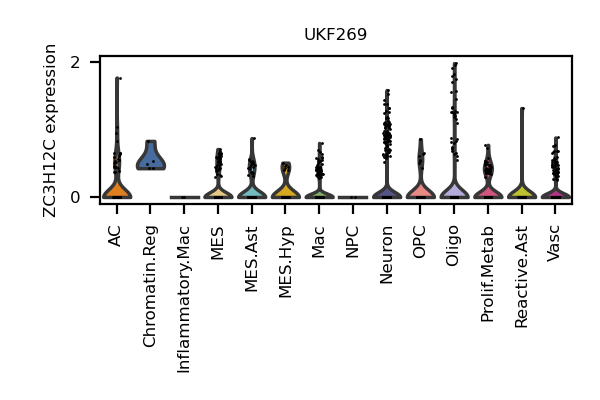 UKF269
ZC3H12C expression
2
0
AC
Chromatin.Reg
Inflammatory.Mac
MES
MES.Ast
MES.Hyp
Mac
NPC
Neuron
OPC
Oligo
Prolif.Metab
Reactive.Ast
Vasc